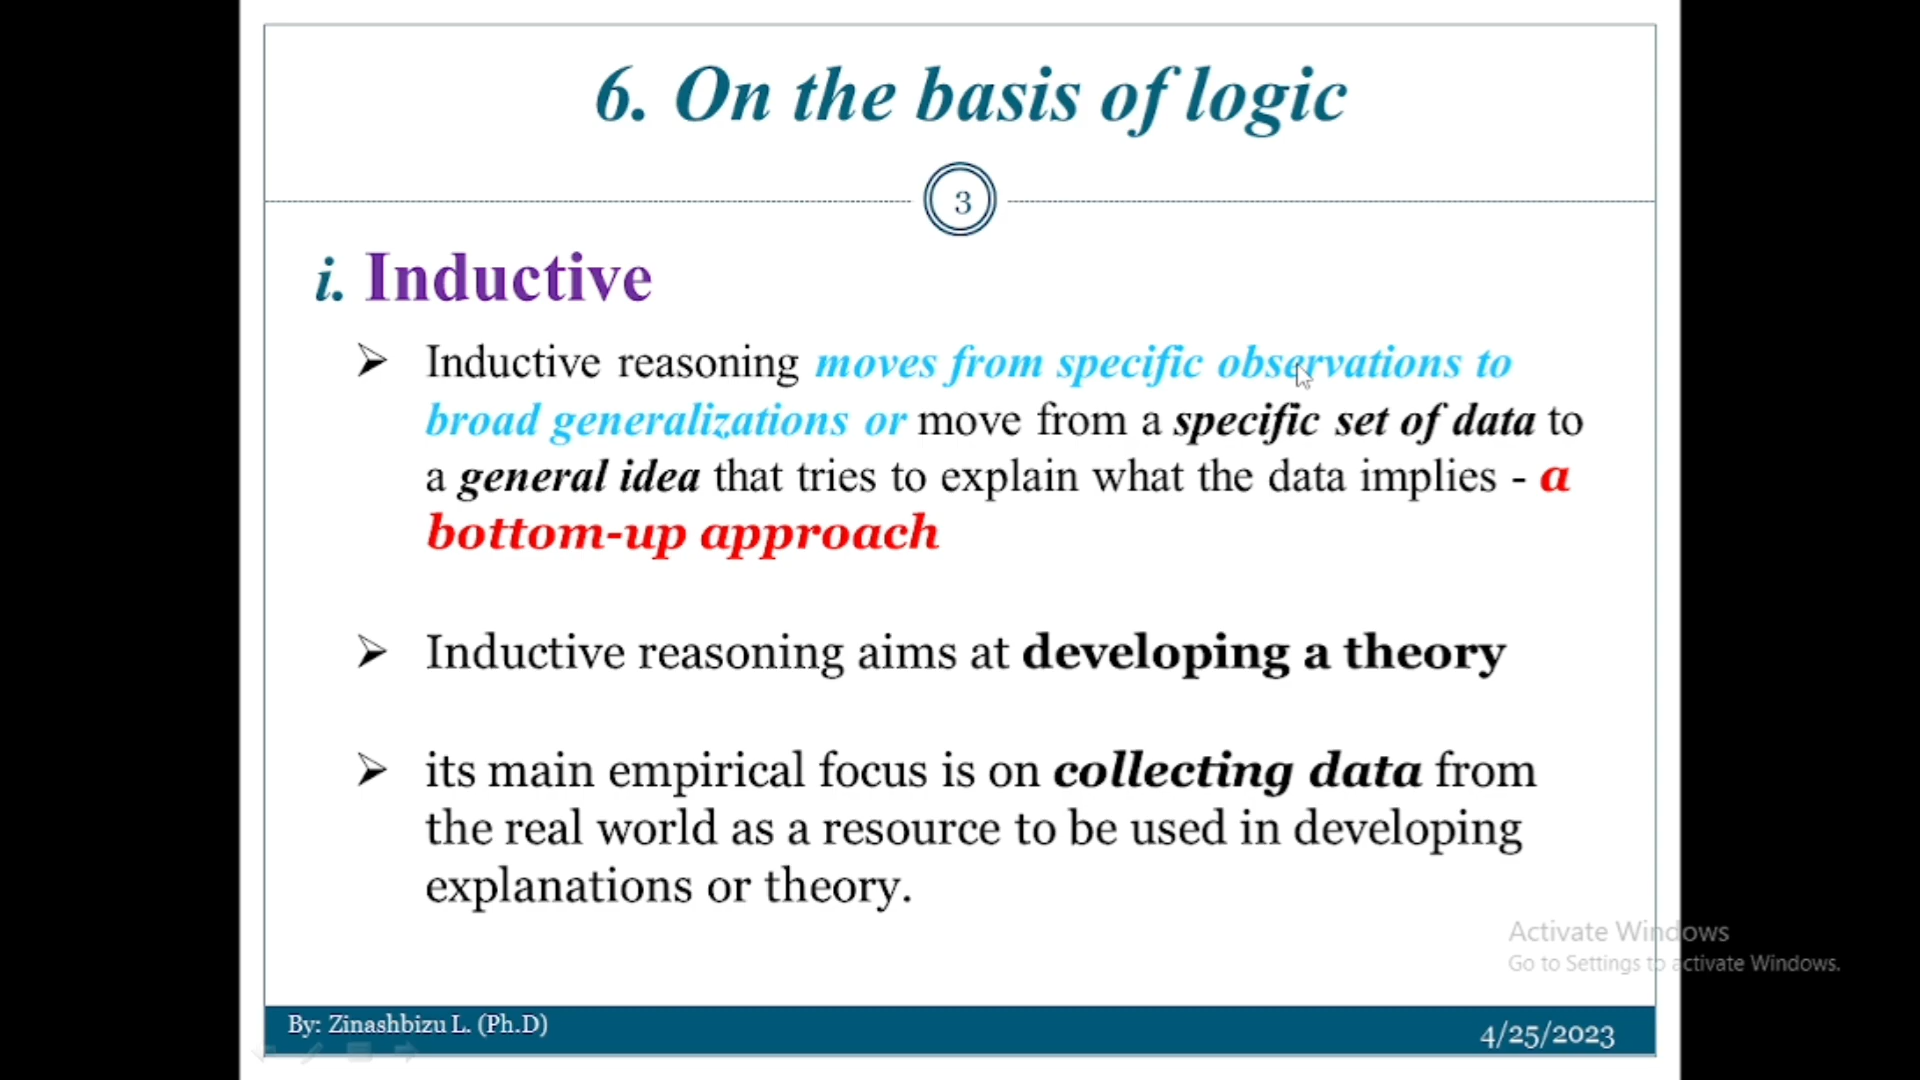 6. On the basis of logic
3
i. Inductive
Inductive reasoning moves from specific observations to
broad generalizations or move from a specific set of data to
a general idea that tries to explain what the data implies - a
bottom-up approach
Inductive reasoning aims at developing a theory
its main empirical focus is on collecting data from
the real world as a resource to be used in developing
explanations or theory.
Activate Windows
Go to Settings to activate Windows.
By: Zinashbizu L. (Ph.D)
4/25/2023